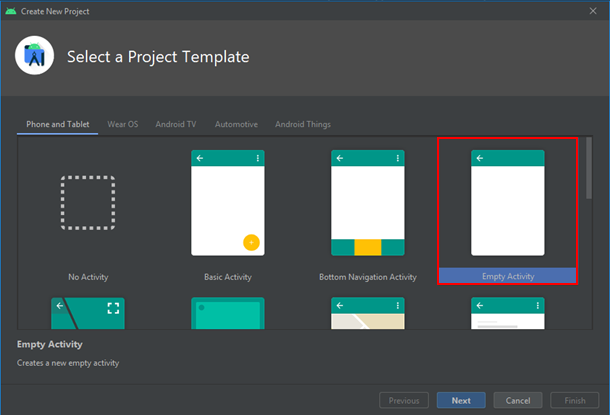 Create New Project
Select a Project Template
Phone and Tablet Wear OS Android TV Automotive Android Things
No Activity Basic Activity Bottom Navigation Activity Empty Activity
Empty Activity
Creates a new empty activity
Previous Next Cancel Finish